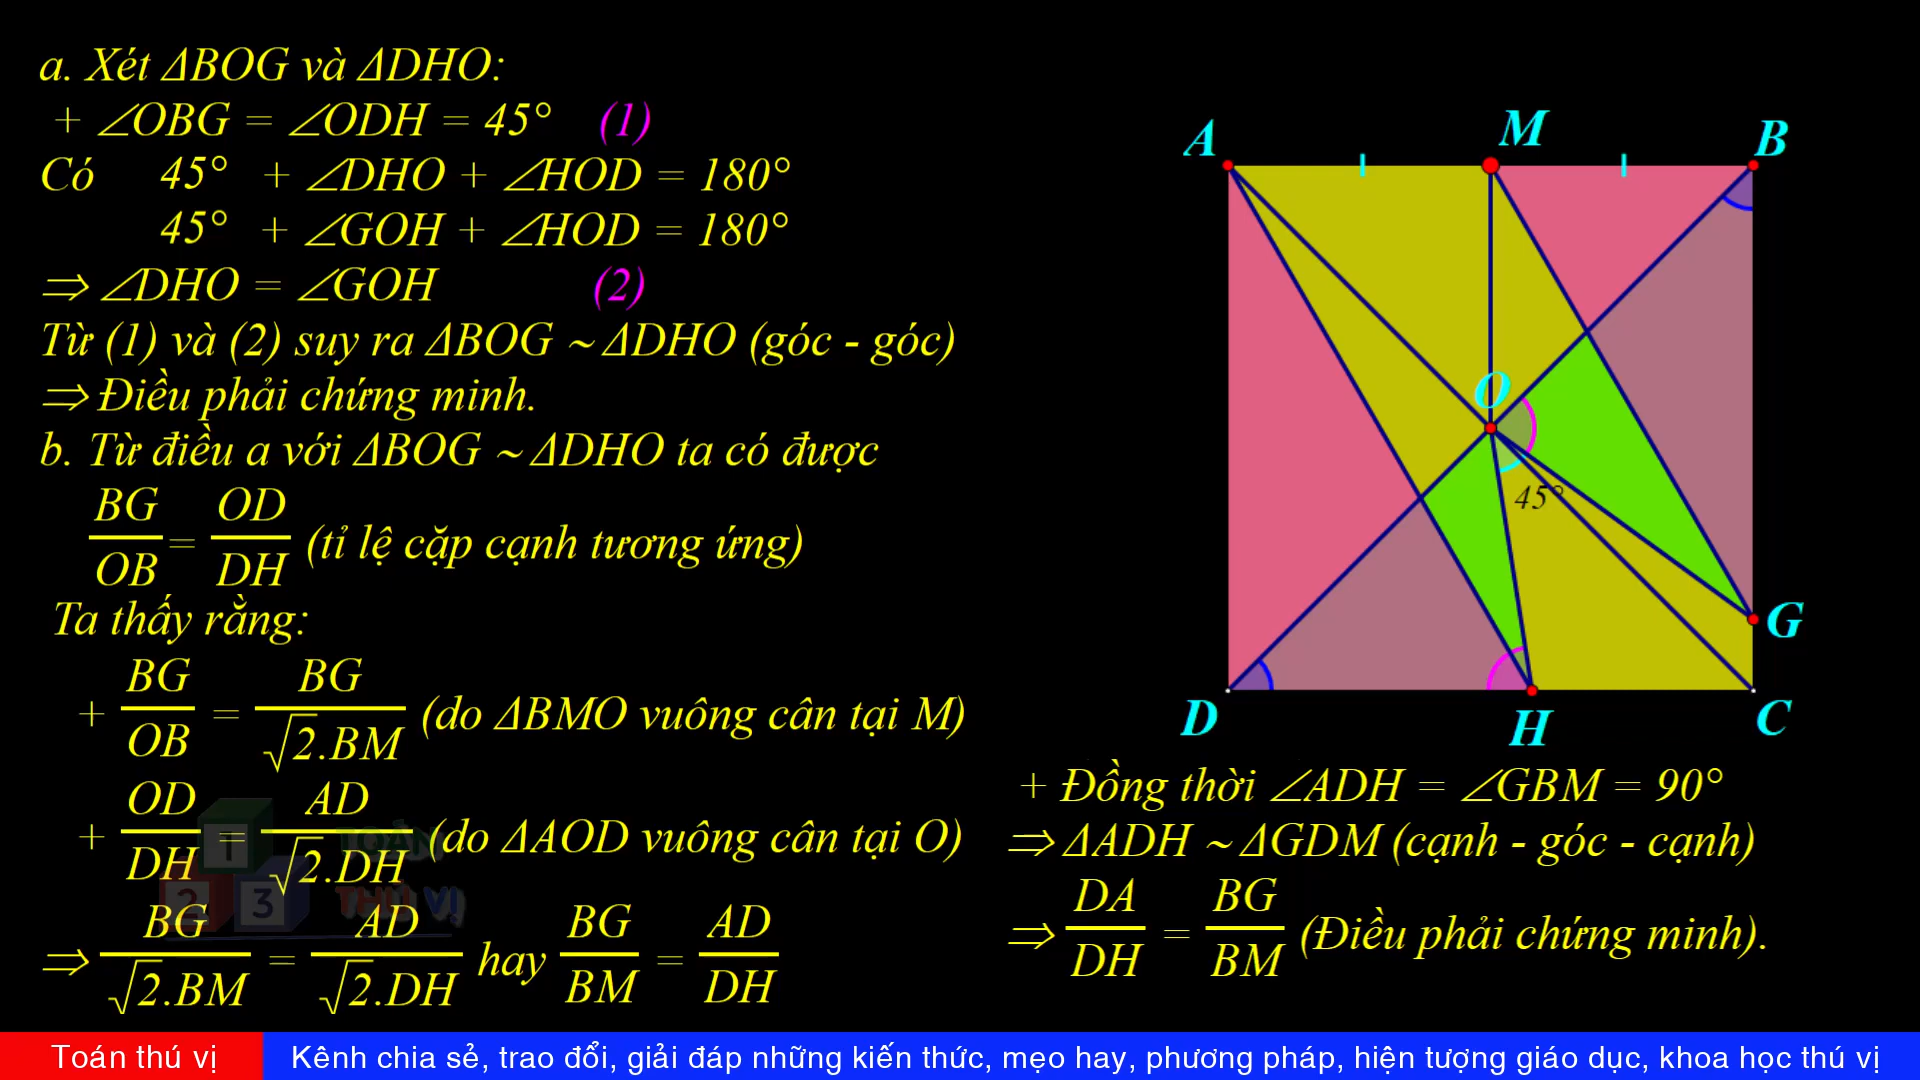 a. Xét ΔBOG và ΔDHO:
+ ∠OBG = ∠ODH = 45° (1)
Có 45° + ∠DHO + ∠HOD = 180°
45° + ∠GOH + ∠HOD = 180°
⇒ ∠DHO = ∠GOH (2)
Từ (1) và (2) suy ra ΔBOG ~ ΔDHO (góc - góc)
⇒ Điều phải chứng minh.
b. Từ điều a với ΔBOG ~ ΔDHO ta có được
BG/OB = OD/DH (tỉ lệ cặp cạnh tương ứng)
Ta thấy rằng:
+ BG/OB = BG/√2.BM (do ΔBMO vuông cân tại M)
+ OD/DH = AD/√2.DH (do ΔAOD vuông cân tại O)
⇒ BG/√2.BM = AD/√2.DH hay BG/BM = AD/DH
A
M
B
O
45°
G
D
H
C
+ Đồng thời ∠ADH = ∠GBM = 90°
⇒ ΔADH ~ ΔGDM (cạnh - góc - cạnh)
⇒ DA/DH = BG/BM (Điều phải chứng minh).
1
2 3
TOÁN
THÚ VỊ
Toán thú vị
Kênh chia sẻ, trao đổi, giải đáp những kiến thức, mẹo hay, phương pháp, hiện tượng giáo dục, khoa học thú vị